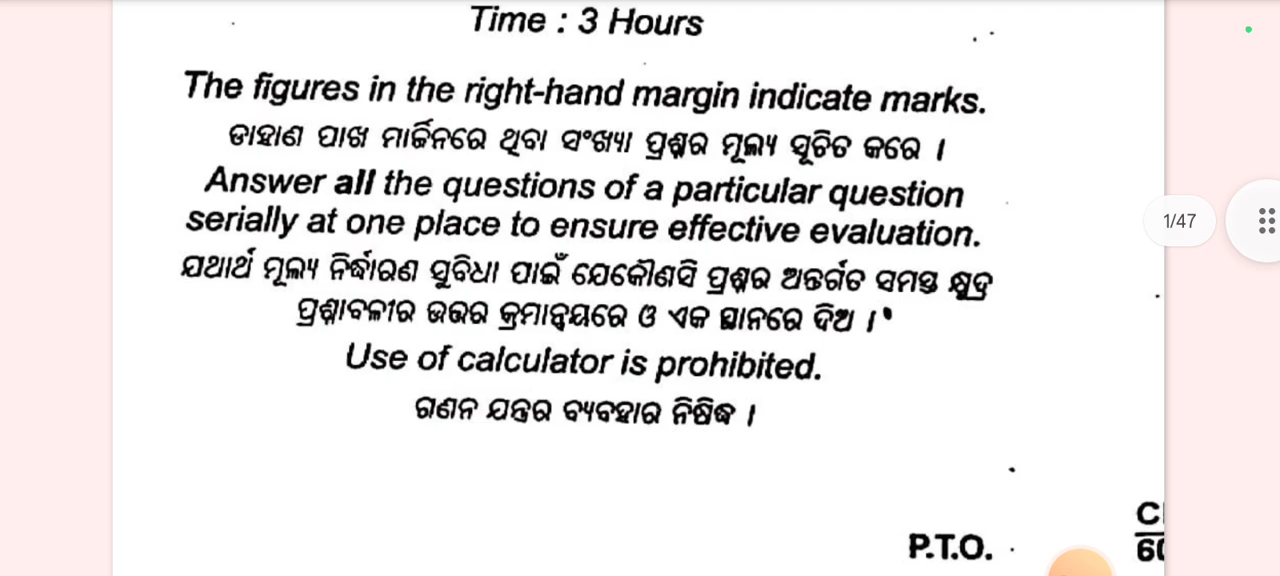 Time : 3 Hours
The figures in the right-hand margin indicate marks.
ଡାହାଣ ପାଖ ମାର୍ଜିନରେ ଥିବା ସଂଖ୍ୟା ପ୍ରଶ୍ନର ମୂଲ୍ୟ ସୂଚିତ କରେ ।
Answer all the questions of a particular question
serially at one place to ensure effective evaluation.
ଯଥାର୍ଥ ମୂଲ୍ୟ ନିର୍ଦ୍ଧାରଣ ସୁବିଧା ପାଇଁ ଯେକୌଣସି ପ୍ରଶ୍ନର ଅନ୍ତର୍ଗତ ସମସ୍ତ କ୍ଷୁଦ୍ର
ପ୍ରଶ୍ନାବଳୀର ଉତ୍ତର କ୍ରମାନ୍ୱୟରେ ଓ ଏକ ସ୍ଥାନରେ ଦିଅ ।
Use of calculator is prohibited.
ଗଣନ ଯନ୍ତ୍ରର ବ୍ୟବହାର ନିଷିଦ୍ଧ ।
P.T.O.
1/47